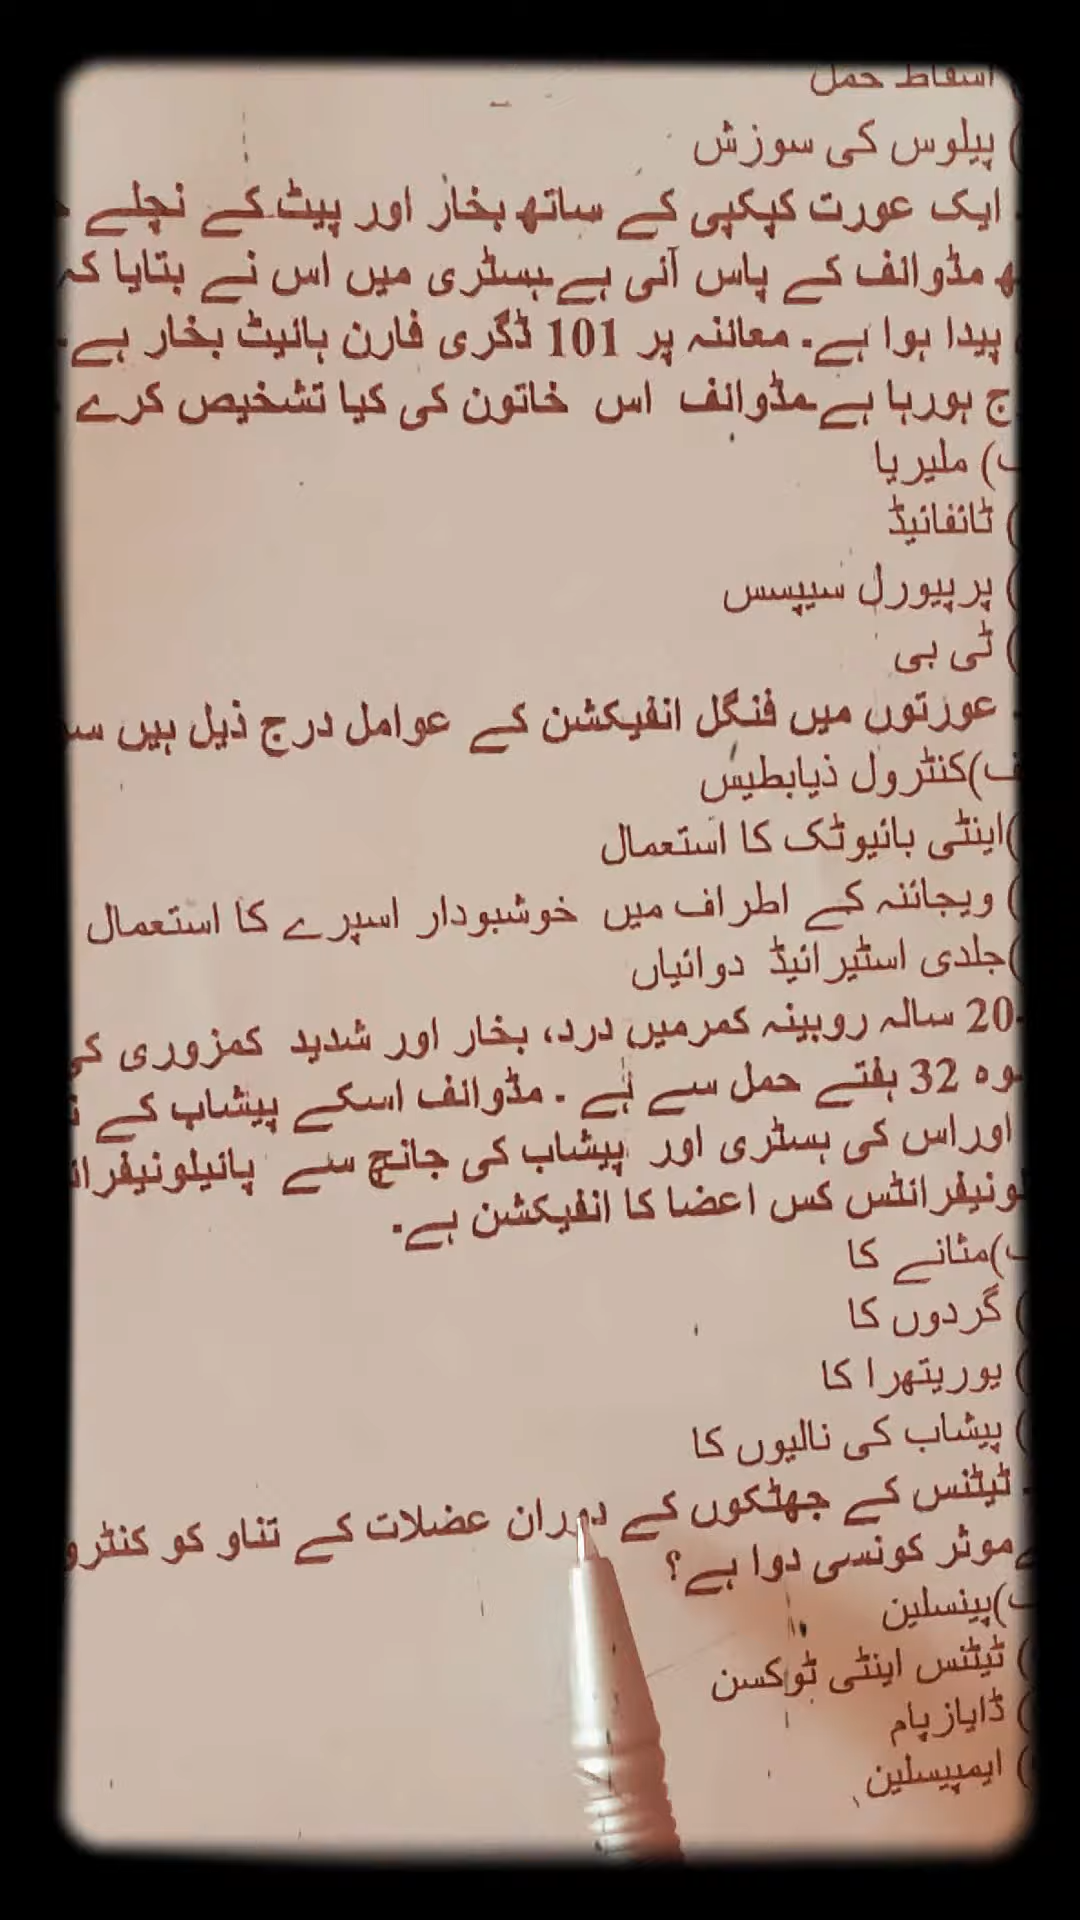 اسقاط حمل
) پیلوس کی سوزش
ایک عورت کپکپی کے ساتھ بخار اور پیٹ کے نچلے
مڈوائف کے پاس آئی ہے۔ہسٹری میں اس نے بتایا کہ
پیدا ہوا ہے۔ معائنہ پر 101 ڈگری فارن ہائیٹ بخار ہے۔
ہورہا ہے۔مڈوائف اس خاتون کی کیا تشخیص کرے
) ملیریا
) ٹائفائیڈ
) پرپیورل سیپسس
) ٹی بی
عورتوں میں فنگل انفیکشن کے عوامل درج ذیل ہیں
)کنٹرول ذیابطیس
)اینٹی بائیوٹک کا استعمال
) ویجائنہ کے اطراف میں خوشبودار اسپرے کا استعمال
)جلدی اسٹیرائیڈ دوائیاں
20 سالہ روبینہ کمرمیں درد، بخار اور شدید کمزوری
وہ 32 ہفتے حمل سے ہے ۔ مڈوائف اسکے پیشاب کے
اوراس کی ہسٹری اور پیشاب کی جانچ سے
کس اعضا کا انفیکشن ہے۔
)مثانے کا
) گردوں کا
) یوریتھرا کا
) پیشاب کی نالیوں کا
ٹیٹنس کے جھٹکوں کے دوران عضلات کے تناو کو
موثر کونسی دوا ہے؟
)پینسلین
) ٹیٹنس اینٹی ٹوکسن
) ڈایازپام
) ایمپیسلین